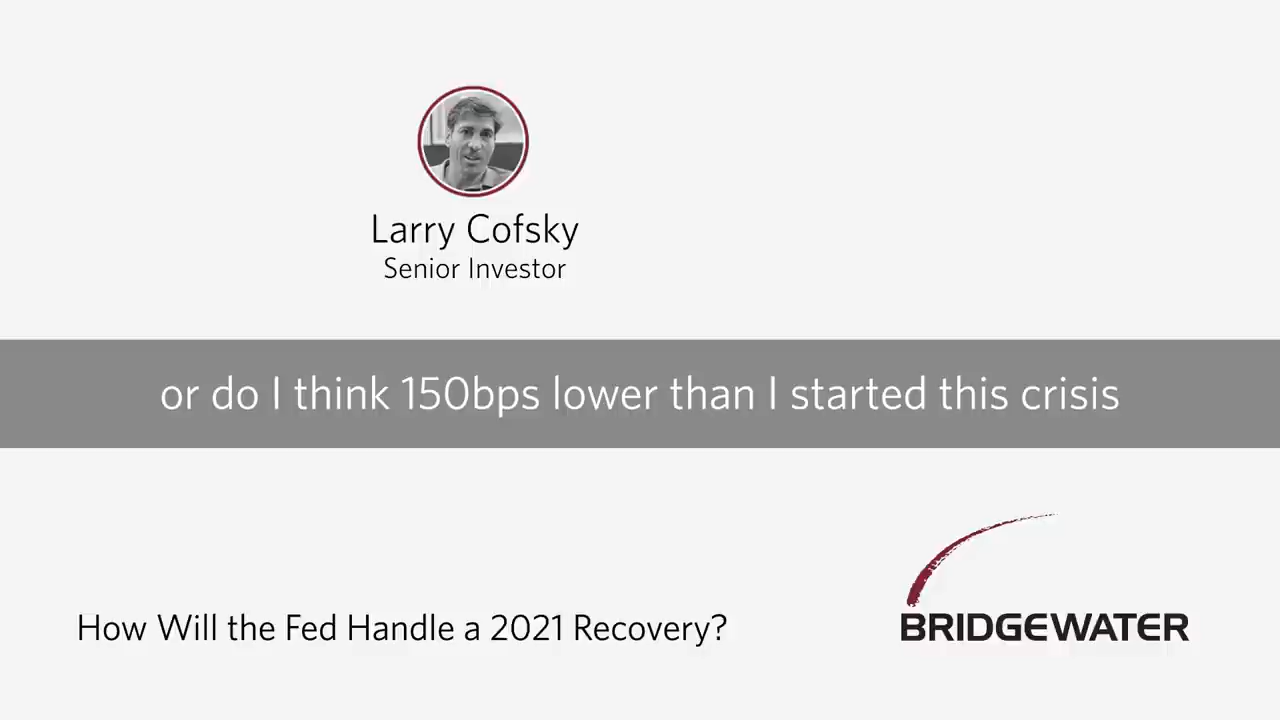 Larry Cofsky
Senior Investor
or do I think 150bps lower than I started this crisis
How Will the Fed Handle a 2021 Recovery?
BRIDGEWATER